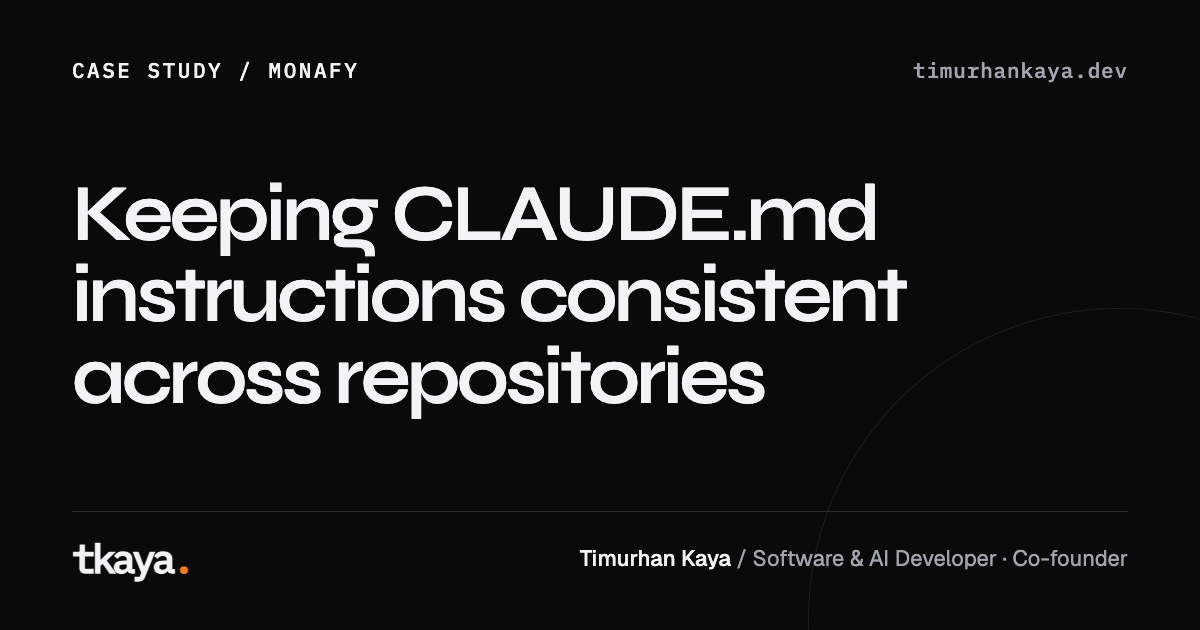 CASE STUDY / MONAFY
timurhankaya.dev
Keeping CLAUDE.md
instructions consistent
across repositories
tkaya.
Timurhan Kaya / Software & AI Developer · Co-founder